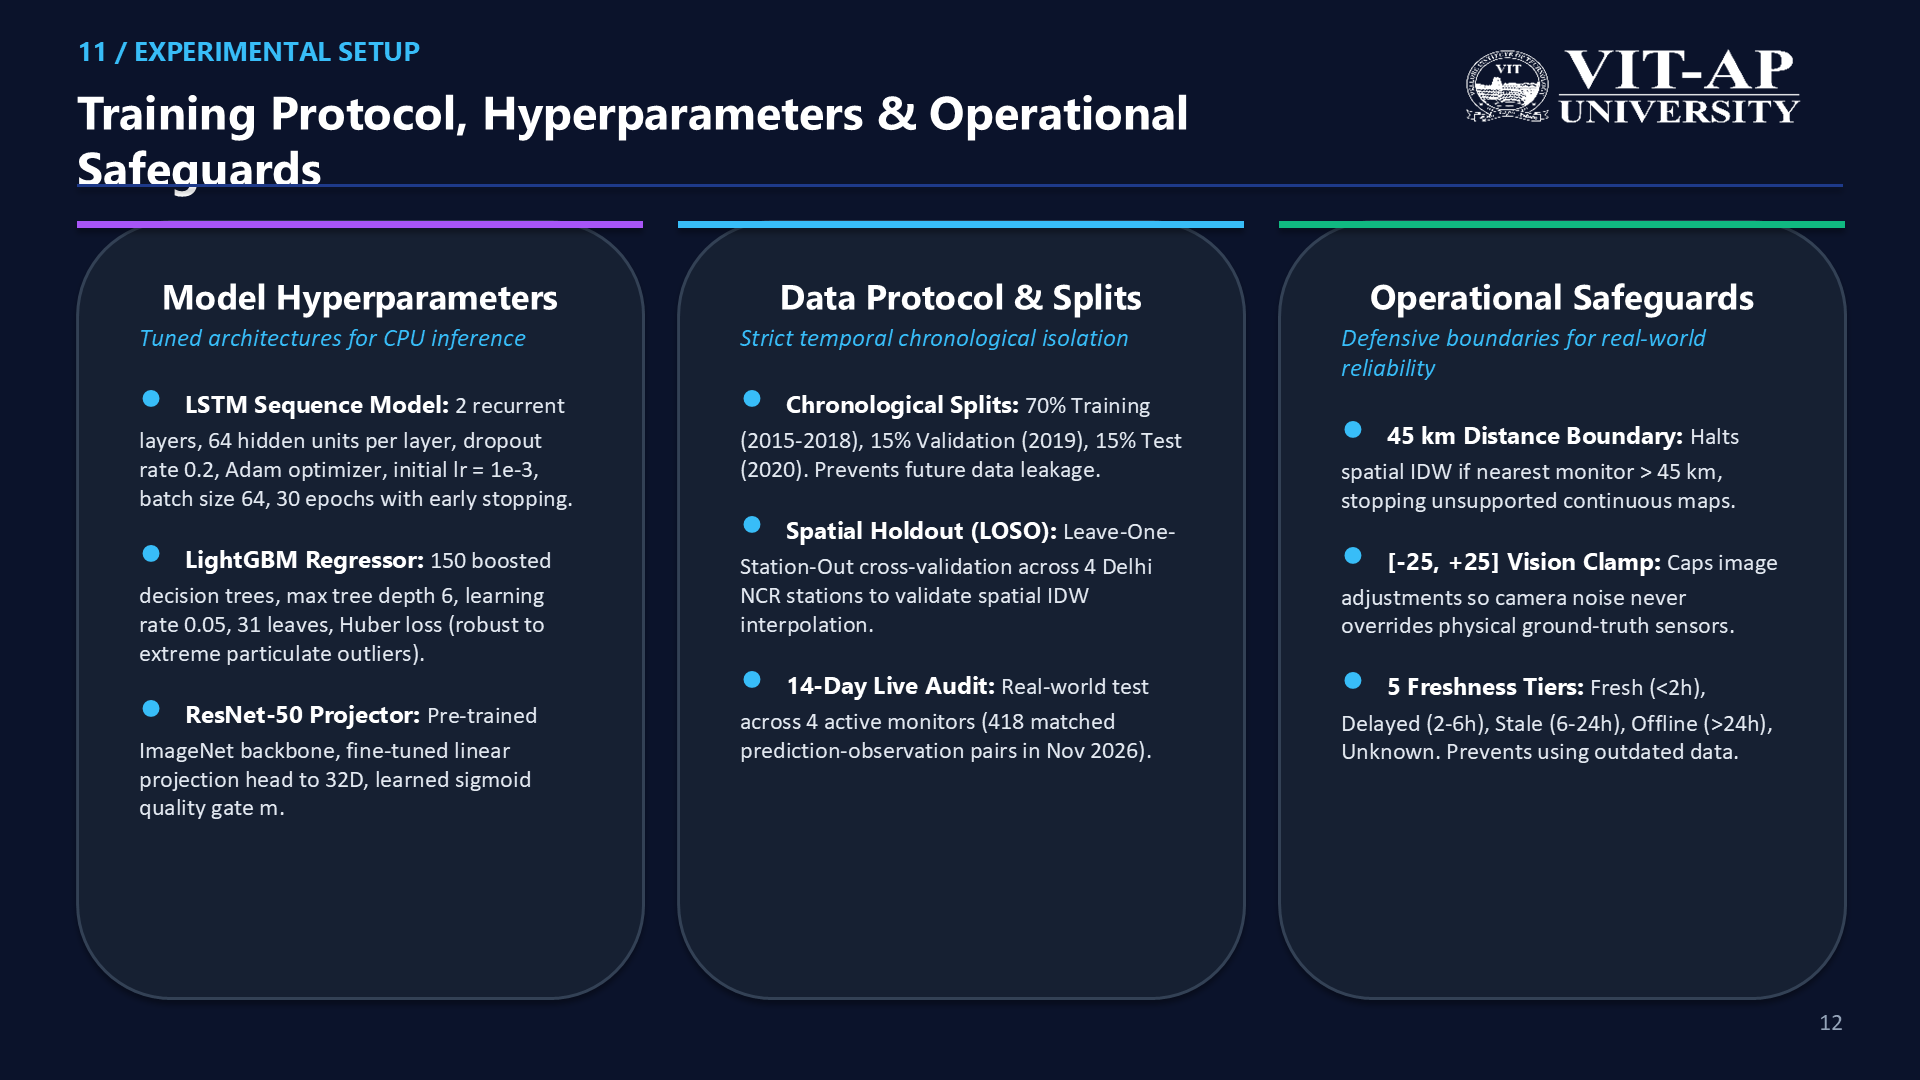 11 / EXPERIMENTAL SETUP
VIT
VIT-AP
UNIVERSITY
Training Protocol, Hyperparameters & Operational
Safeguards
Model Hyperparameters
Tuned architectures for CPU inference
LSTM Sequence Model: 2 recurrent
layers, 64 hidden units per layer, dropout
rate 0.2, Adam optimizer, initial lr = 1e-3,
batch size 64, 30 epochs with early stopping.
LightGBM Regressor: 150 boosted
decision trees, max tree depth 6, learning
rate 0.05, 31 leaves, Huber loss (robust to
extreme particulate outliers).
ResNet-50 Projector: Pre-trained
ImageNet backbone, fine-tuned linear
projection head to 32D, learned sigmoid
quality gate m.
Data Protocol & Splits
Strict temporal chronological isolation
Chronological Splits: 70% Training
(2015-2018), 15% Validation (2019), 15% Test
(2020). Prevents future data leakage.
Spatial Holdout (LOSO): Leave-One-
Station-Out cross-validation across 4 Delhi
NCR stations to validate spatial IDW
interpolation.
14-Day Live Audit: Real-world test
across 4 active monitors (418 matched
prediction-observation pairs in Nov 2026).
Operational Safeguards
Defensive boundaries for real-world
reliability
45 km Distance Boundary: Halts
spatial IDW if nearest monitor > 45 km,
stopping unsupported continuous maps.
[-25, +25] Vision Clamp: Caps image
adjustments so camera noise never
overrides physical ground-truth sensors.
5 Freshness Tiers: Fresh (<2h),
Delayed (2-6h), Stale (6-24h), Offline (>24h),
Unknown. Prevents using outdated data.
12